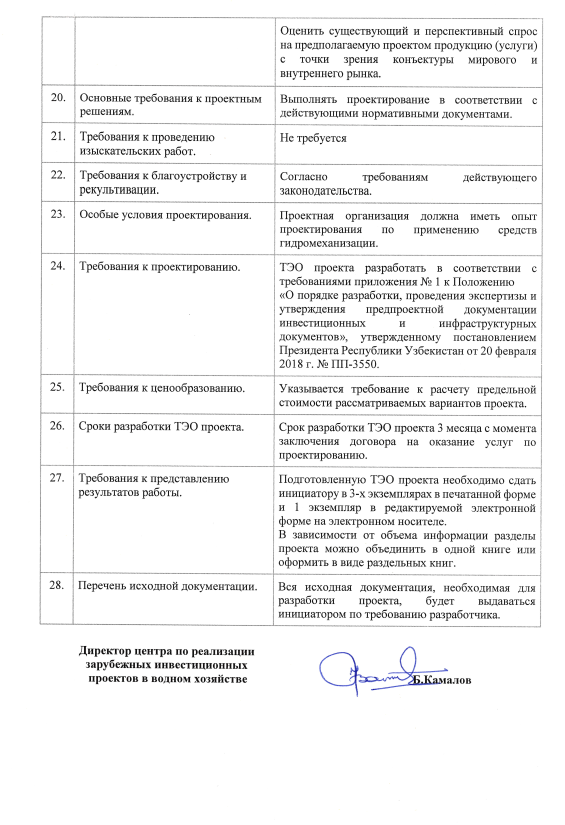 Оценить существующий и перспективный спрос
на предполагаемую проектом продукцию (услуги)
с точки зрения конъектуры мирового и
внутреннего рынка.
20. Основные требования к проектным
решениям.
Выполнять проектирование в соответствии с
действующими нормативными документами.
21. Требования к проведению
изыскательских работ.
Не требуется
22. Требования к благоустройству и
рекультивации.
Согласно требованиям действующего
законодательства.
23. Особые условия проектирования.
Проектная организация должна иметь опыт
проектирования по применению средств
гидромеханизации.
24. Требования к проектированию.
ТЭО проекта разработать в соответствии с
требованиями приложения № 1 к Положению
«О порядке разработки, проведения экспертизы и
утверждения предпроектной документации
инвестиционных и инфраструктурных
документов», утвержденному постановлением
Президента Республики Узбекистан от 20 февраля
2018 г. № ПП-3550.
25. Требования к ценообразованию.
Указывается требование к расчету предельной
стоимости рассматриваемых вариантов проекта.
26. Сроки разработки ТЭО проекта.
Срок разработки ТЭО проекта 3 месяца с момента
заключения договора на оказание услуг по
проектированию.
27. Требования к представлению
результатов работы.
Подготовленную ТЭО проекта необходимо сдать
инициатору в 3-х экземплярах в печатанной форме
и 1 экземпляр в редактируемой электронной
форме на электронном носителе.
В зависимости от объема информации разделы
проекта можно объединить в одной книге или
оформить в виде раздельных книг.
28. Перечень исходной документации.
Вся исходная документация, необходимая для
разработки проекта, будет выдаваться
инициатором по требованию разработчика.
Директор центра по реализации
зарубежных инвестиционных
проектов в водном хозяйстве
Б.Камалов